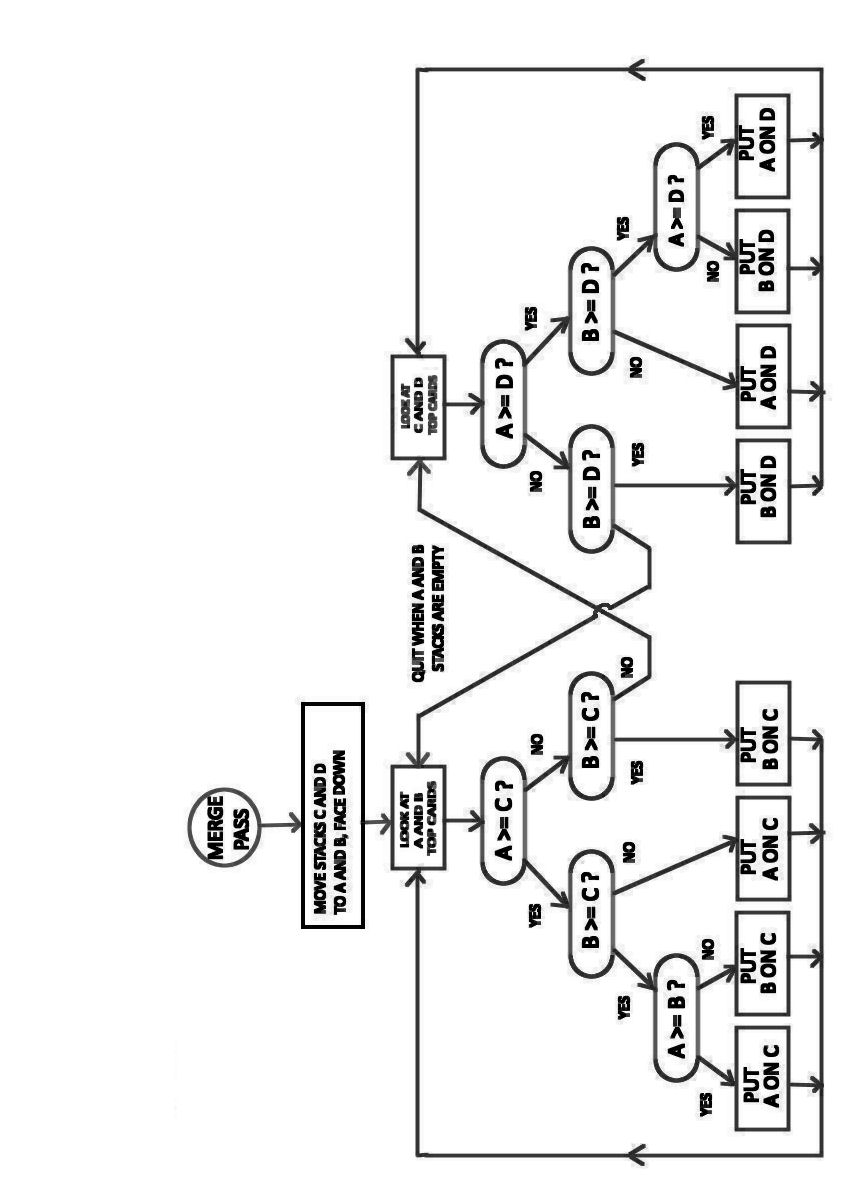 MERGE
PASS
MOVE STACKS C AND D
TO A AND B, FACE DOWN
LOOK AT
A AND B
TOP CARDS
QUIT WHEN A AND B
STACKS ARE EMPTY
LOOK AT
C AND D
TOP CARDS
A >= C ?
A >= D ?
YES
NO
NO
YES
B >= C ?
B >= C ?
B >= D ?
B >= D ?
YES
NO
YES
NO
YES
NO
YES
A >= B ?
A >= D ?
YES
NO
NO
YES
PUT
A ON C
PUT
B ON C
PUT
A ON C
PUT
B ON C
PUT
B ON D
PUT
A ON D
PUT
B ON D
PUT
A ON D